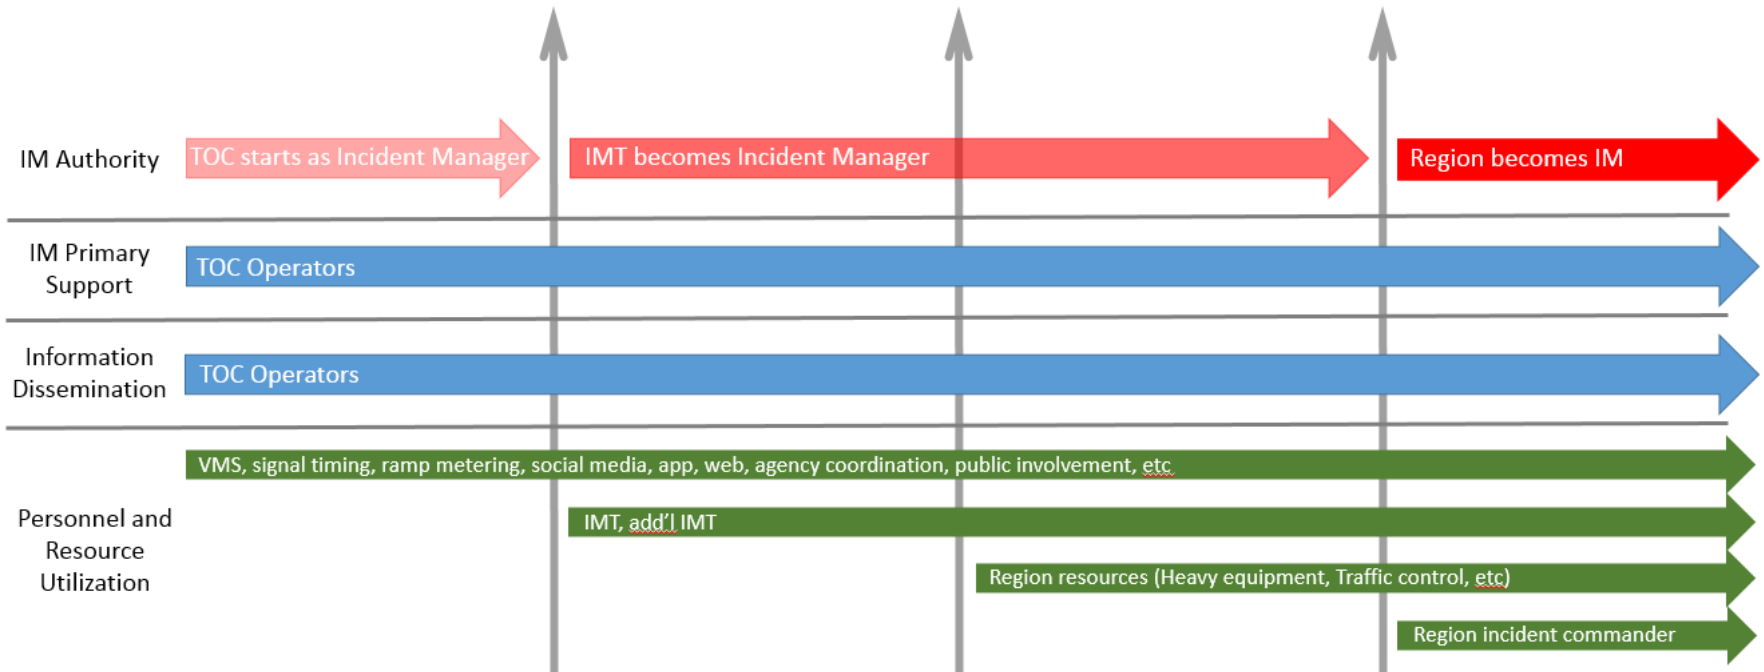 IM Authority
TOC starts as Incident Manager
IMT becomes Incident Manager
Region becomes IM
IM Primary
Support
TOC Operators
Information
Dissemination
TOC Operators
Personnel and
Resource
Utilization
VMS, signal timing, ramp metering, social media, app, web, agency coordination, public involvement, etc
IMT, add'l IMT
Region resources (Heavy equipment, Traffic control, etc)
Region incident commander